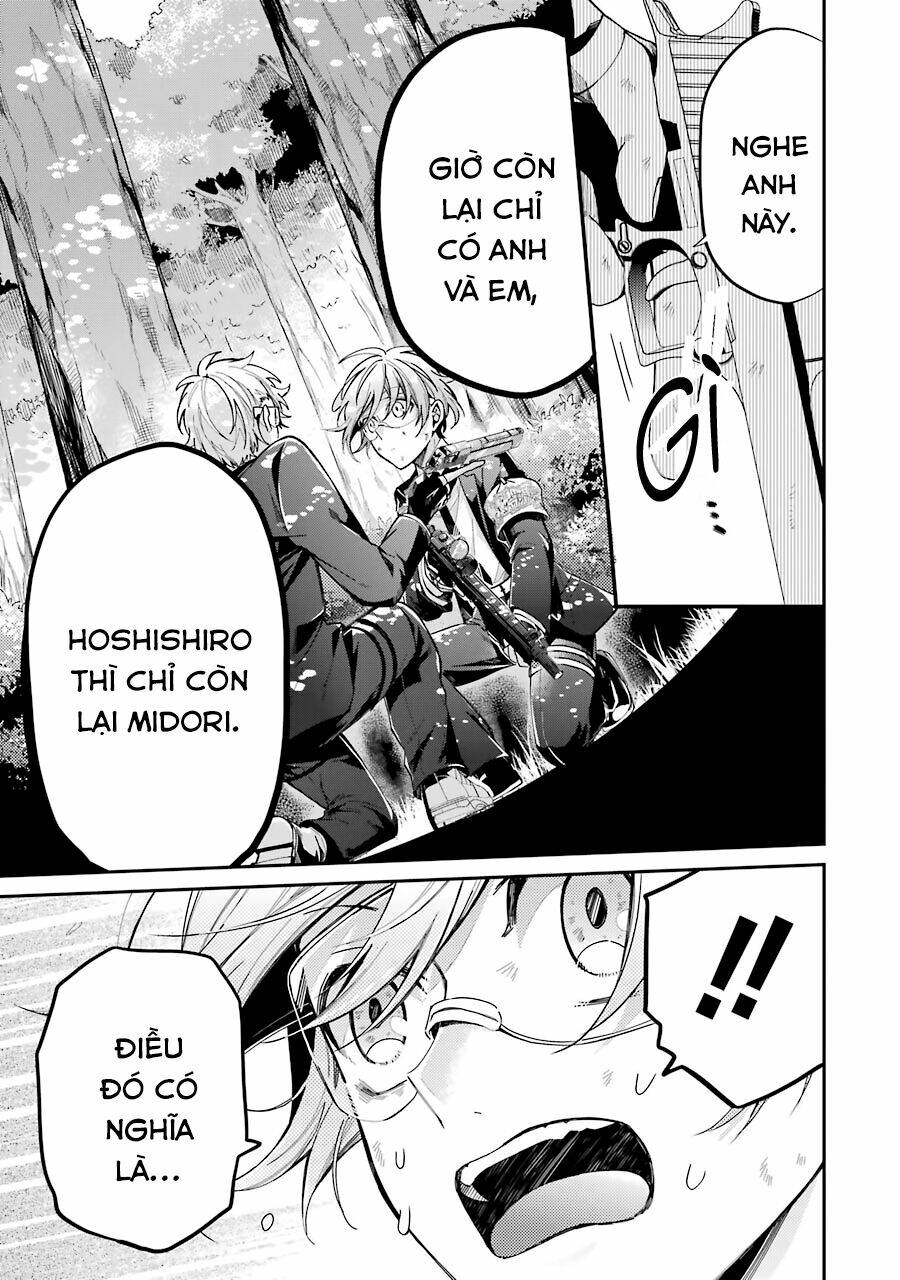 NGHE
ANH
NÀY.
GÌ
...
GIỜ CÒN
LẠI CHỈ
CÓ ANH
VÀ EM,
HOSHISHIRO
THÌ CHỈ CÒN
LẠI MIDORI.
!!
ĐIỀU
ĐÓ CÓ
NGHĨA
LÀ...